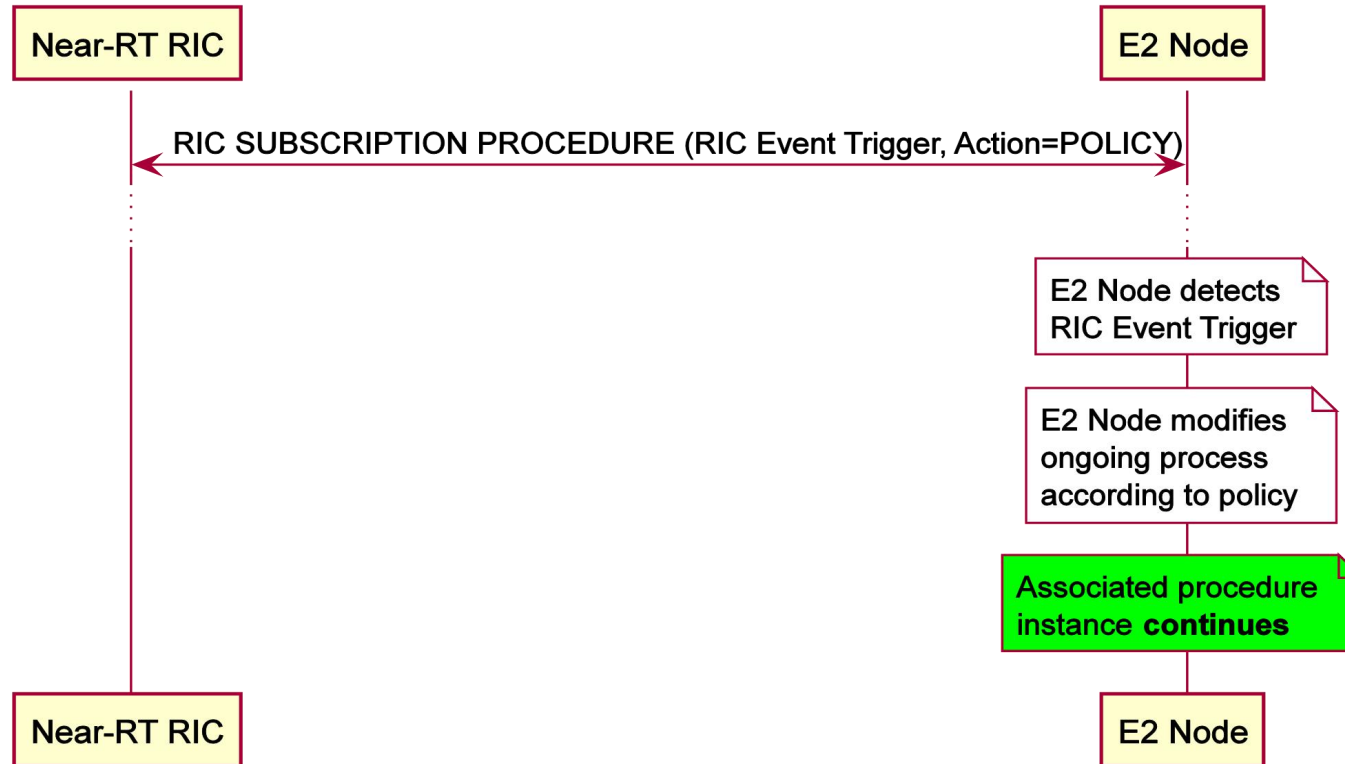 Near-RT RIC
E2 Node
RIC SUBSCRIPTION PROCEDURE (RIC Event Trigger, Action=POLICY)
E2 Node detects
RIC Event Trigger
E2 Node modifies
ongoing process
according to policy
Associated procedure
instance continues
Near-RT RIC
E2 Node